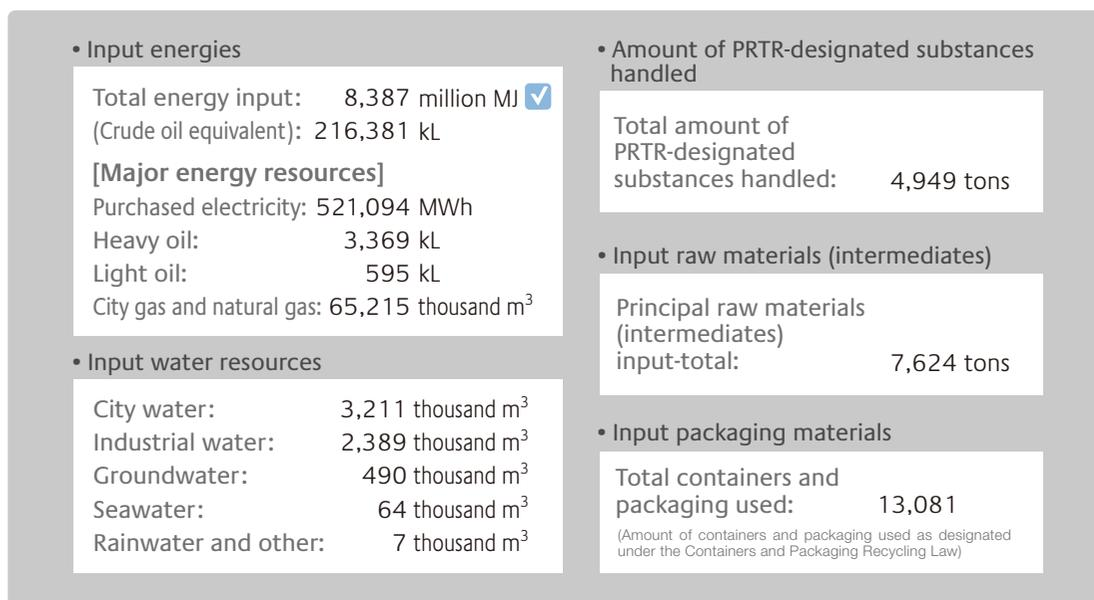 • Input energies
Total energy input: 8,387 million MJ
(Crude oil equivalent): 216,381 kL
[Major energy resources]
Purchased electricity: 521,094 MWh
Heavy oil: 3,369 kL
Light oil: 595 kL
City gas and natural gas: 65,215 thousand m³
• Input water resources
City water: 3,211 thousand m³
Industrial water: 2,389 thousand m³
Groundwater: 490 thousand m³
Seawater: 64 thousand m³
Rainwater and other: 7 thousand m³
• Amount of PRTR-designated substances
handled
Total amount of
PRTR-designated
substances handled: 4,949 tons
• Input raw materials (intermediates)
Principal raw materials
(intermediates)
input-total: 7,624 tons
• Input packaging materials
Total containers and
packaging used: 13,081
(Amount of containers and packaging used as designated
under the Containers and Packaging Recycling Law)